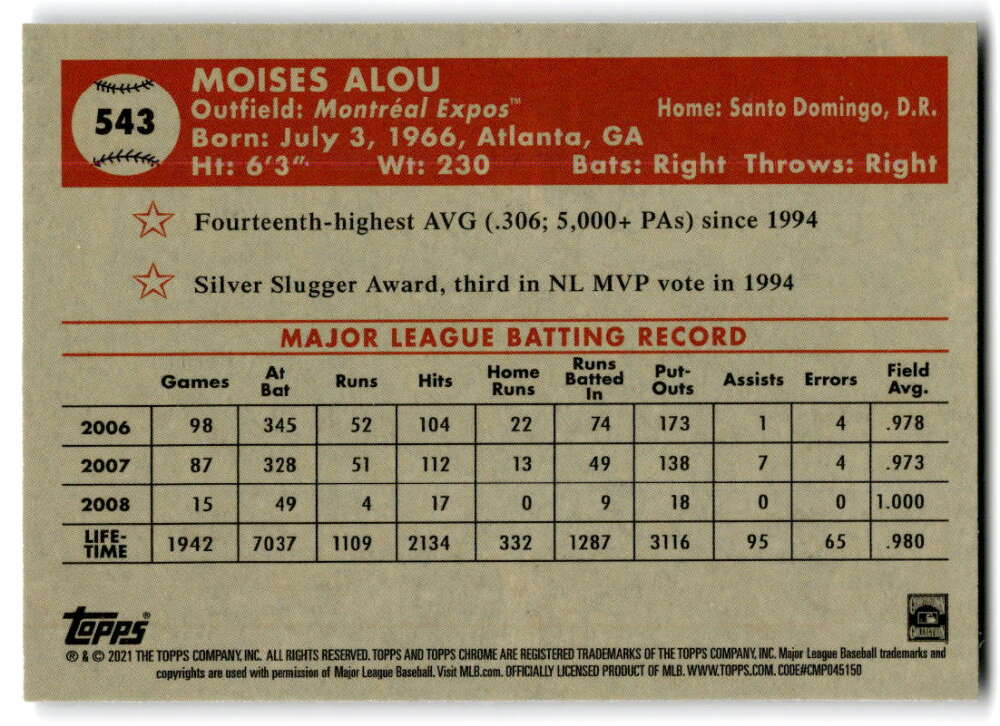 543
MOISES ALOU
Outfield: Montréal Expos™ Home: Santo Domingo, D.R.
Born: July 3, 1966, Atlanta, GA
Ht: 6'3" Wt: 230 Bats: Right Throws: Right
Fourteenth-highest AVG (.306; 5,000+ PAs) since 1994
Silver Slugger Award, third in NL MVP vote in 1994
MAJOR LEAGUE BATTING RECORD
Games At Bat Runs Hits Home Runs Runs Batted In Put-Outs Assists Errors Field Avg.
2006 98 345 52 104 22 74 173 1 4 .978
2007 87 328 51 112 13 49 138 7 4 .973
2008 15 49 4 17 0 9 18 0 0 1.000
LIFE-TIME 1942 7037 1109 2134 332 1287 3116 95 65 .980
Topps®
® & © 2021 THE TOPPS COMPANY, INC. ALL RIGHTS RESERVED. TOPPS AND TOPPS CHROME ARE REGISTERED TRADEMARKS OF THE TOPPS COMPANY, INC. Major League Baseball trademarks and
copyrights are used with permission of Major League Baseball. Visit MLB.com. OFFICIALLY LICENSED PRODUCT OF MLB. WWW.TOPPS.COM. CODE#CMP045150